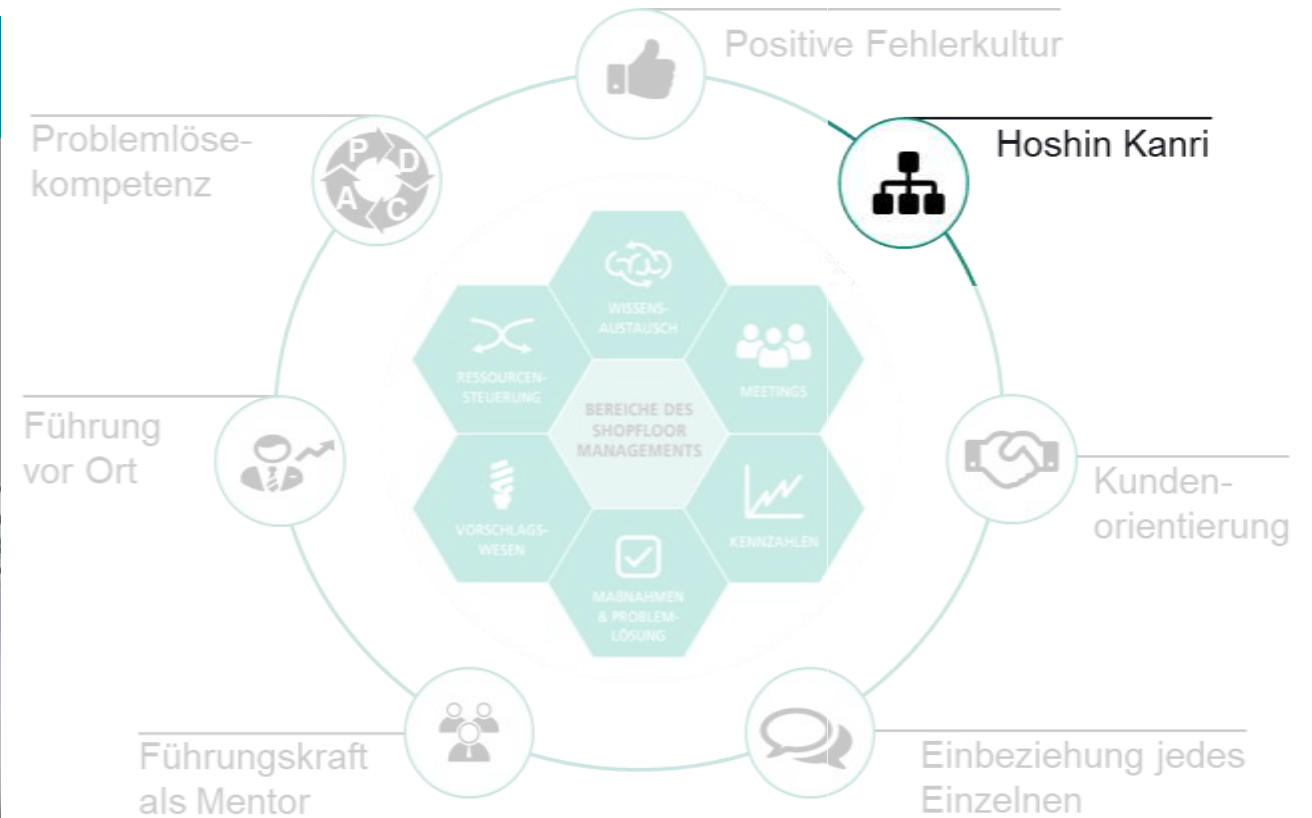 Positive Fehlerkultur
Hoshin Kanri
Problemlöse-
kompetenz
P
D
A
C
WISSENS-
AUSTAUSCH
RESSOURCEN-
STEUERUNG
MEETINGS
BEREICHE DES
SHOPFLOOR
MANAGEMENTS
Führung
vor Ort
Kunden-
orientierung
VORSCHLAGS-
WESEN
KENNZAHLEN
MAßNAHMEN
& PROBLEM-
LÖSUNG
Führungskraft
als Mentor
Einbeziehung jedes
Einzelnen